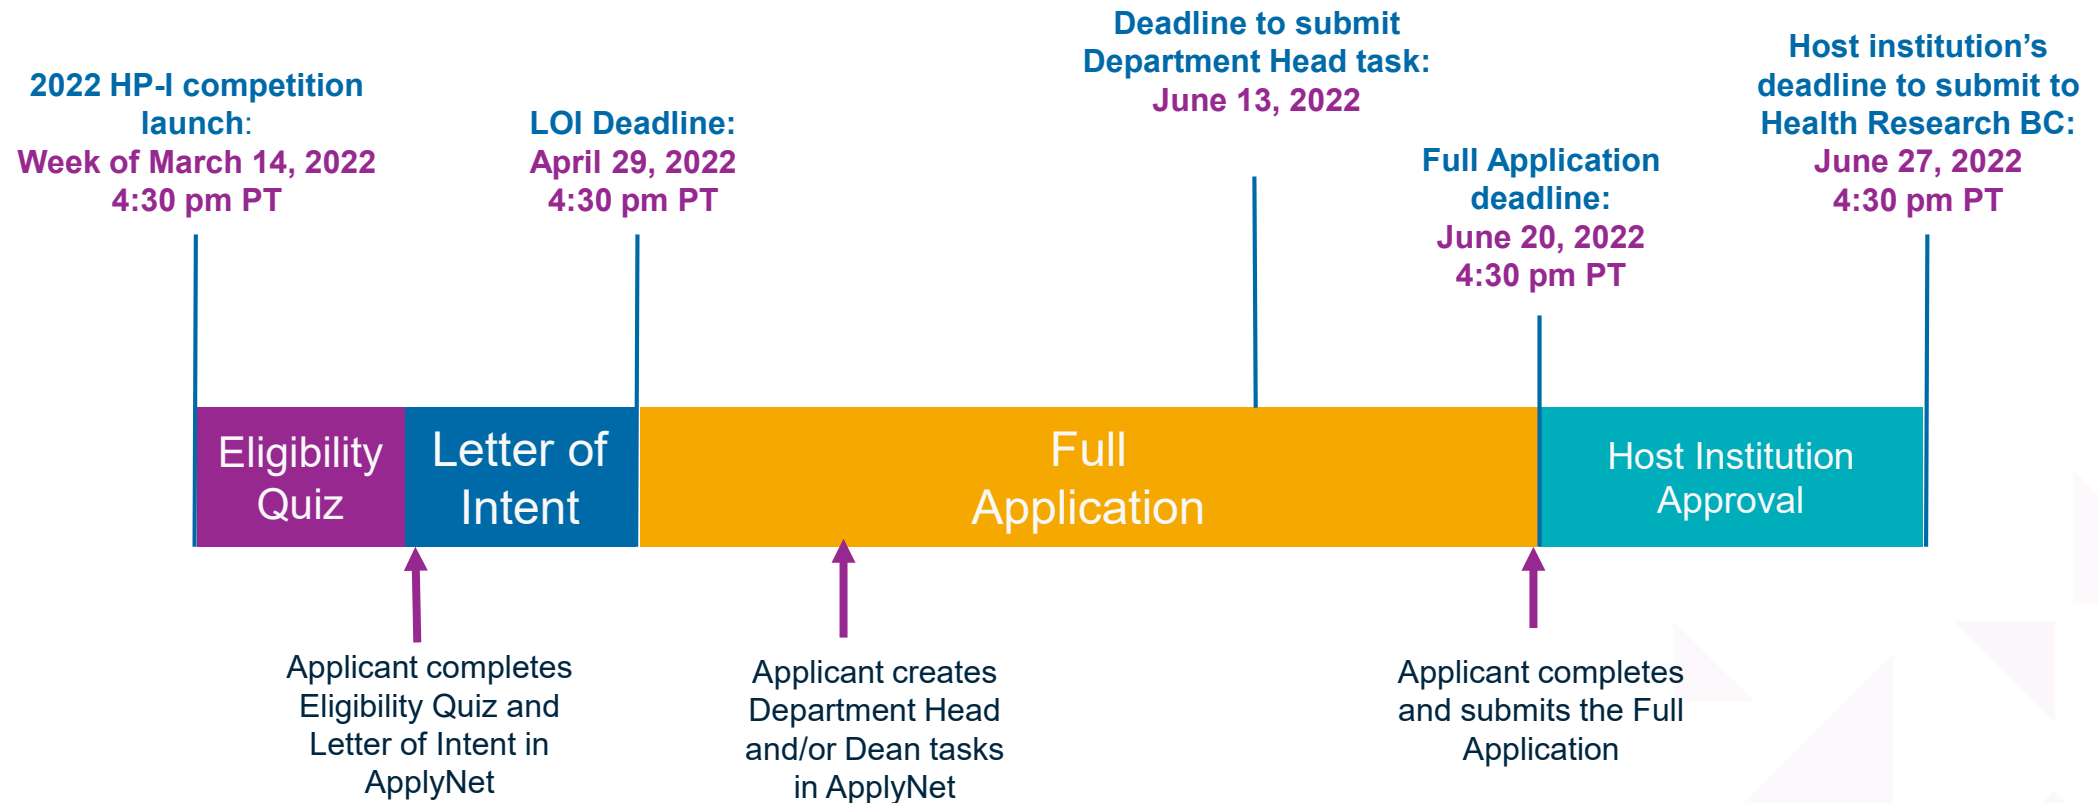 2022 HP-I competition
launch:
Week of March 14, 2022
4:30 pm PT
LOI Deadline:
April 29, 2022
4:30 pm PT
Deadline to submit
Department Head task:
June 13, 2022
Full Application
deadline:
June 20, 2022
4:30 pm PT
Host institution’s
deadline to submit to
Health Research BC:
June 27, 2022
4:30 pm PT
Eligibility
Quiz
Letter of
Intent
Full
Application
Host Institution
Approval
Applicant completes
Eligibility Quiz and
Letter of Intent in
ApplyNet
Applicant creates
Department Head
and/or Dean tasks
in ApplyNet
Applicant completes
and submits the Full
Application